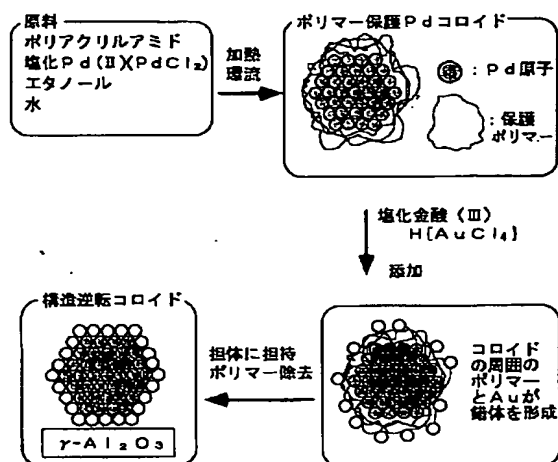 原料
ポリアクリルアミド
塩化Pd(Ⅱ)(PdCl₂)
エタノール
水
加熱
環流
ポリマー保護Pdコロイド
:Pd原子
:保護
ポリマー
塩化金酸(Ⅲ)
H[AuCl₄]
添加
コロイド
の周囲の
ポリマー
とAuが
錯体を形成
担体に担持
ポリマー除去
構造逆転コロイド
γ-Al₂O₃